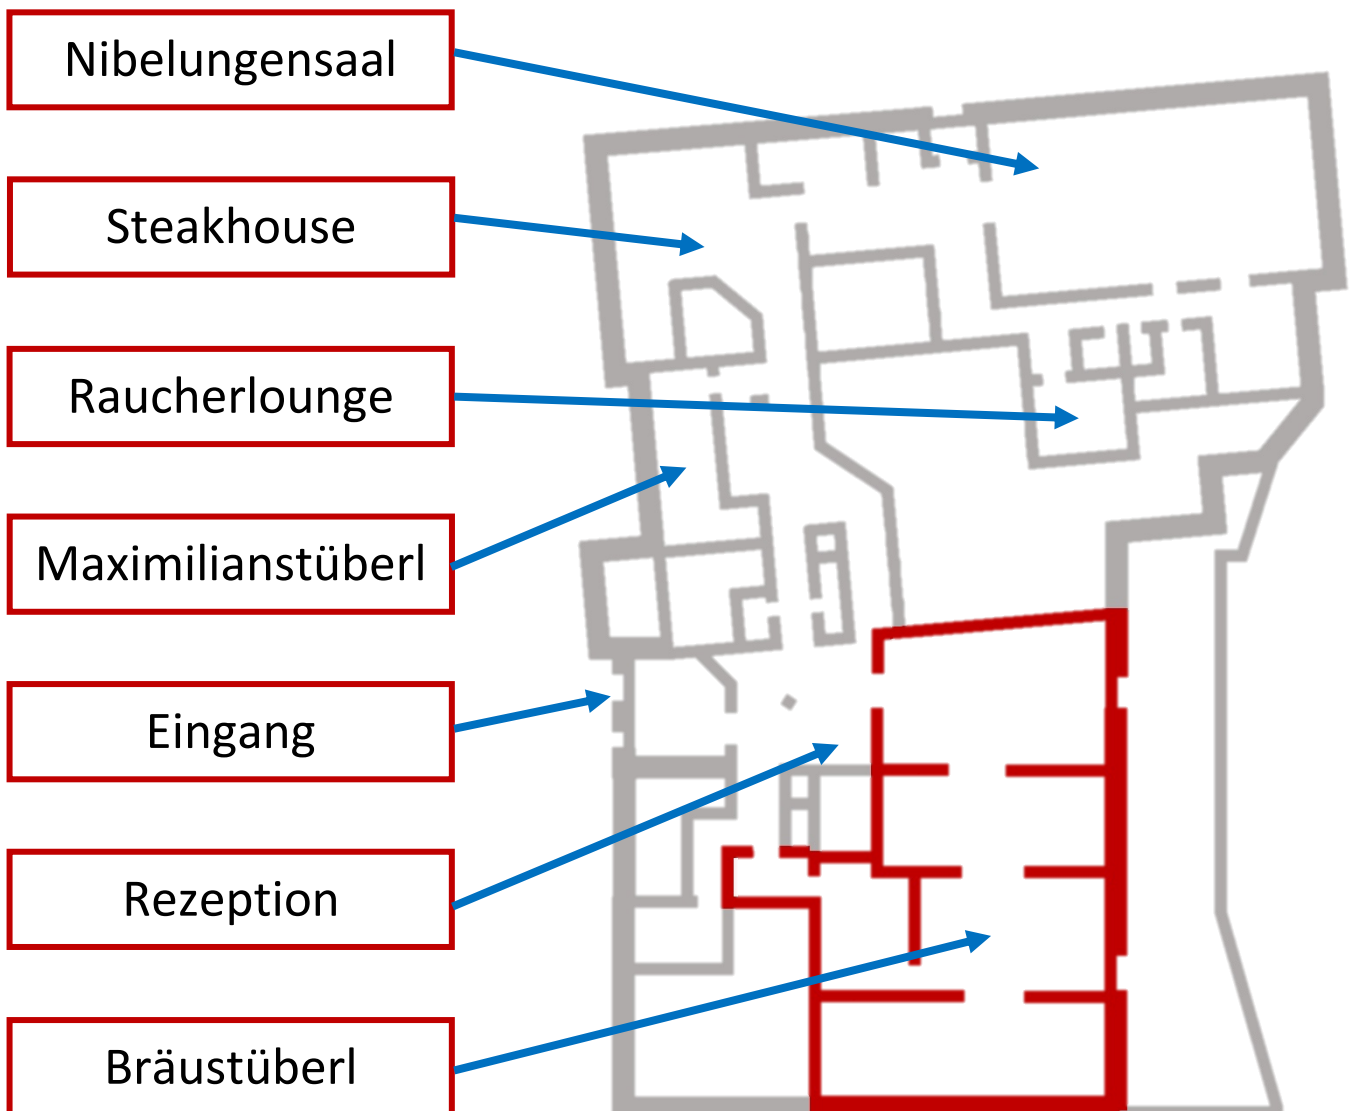 Nibelungensaal
Steakhouse
Raucherlounge
Maximilianstüberl
Eingang
Rezeption
Bräustüberl